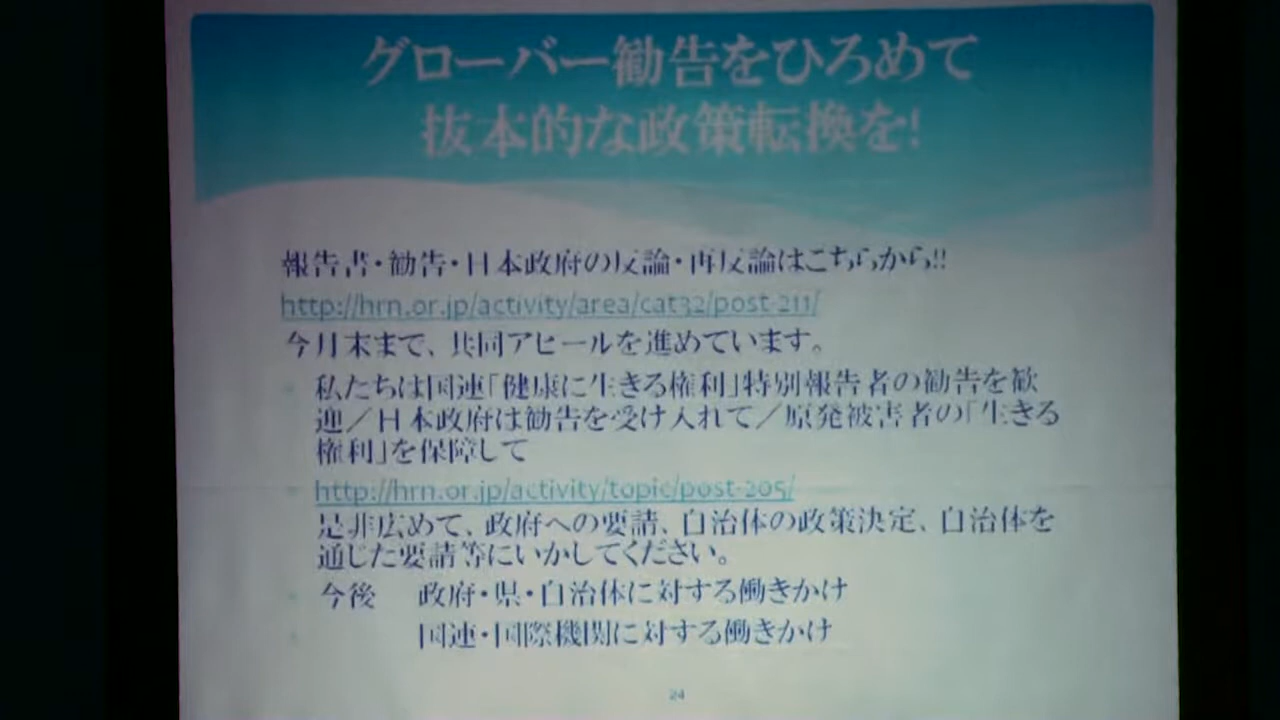 グローバー勧告をひろめて
抜本的な政策転換を!
報告書・勧告・日本政府の反論・再反論はこちらから!!
http://hrn.or.jp/activity/area/cat32/post-211/
今月末まで、共同アピールを進めています。
私たちは国連「健康に生きる権利」特別報告者の勧告を歓
迎／日本政府は勧告を受け入れて／原発被害者の「生きる
権利」を保障して
http://hrn.or.jp/activity/topic/post-205/
是非広めて、政府への要請、自治体の政策決定、自治体を
通じた要請等にいかしてください。
今後　政府・県・自治体に対する働きかけ
国連・国際機関に対する働きかけ
24